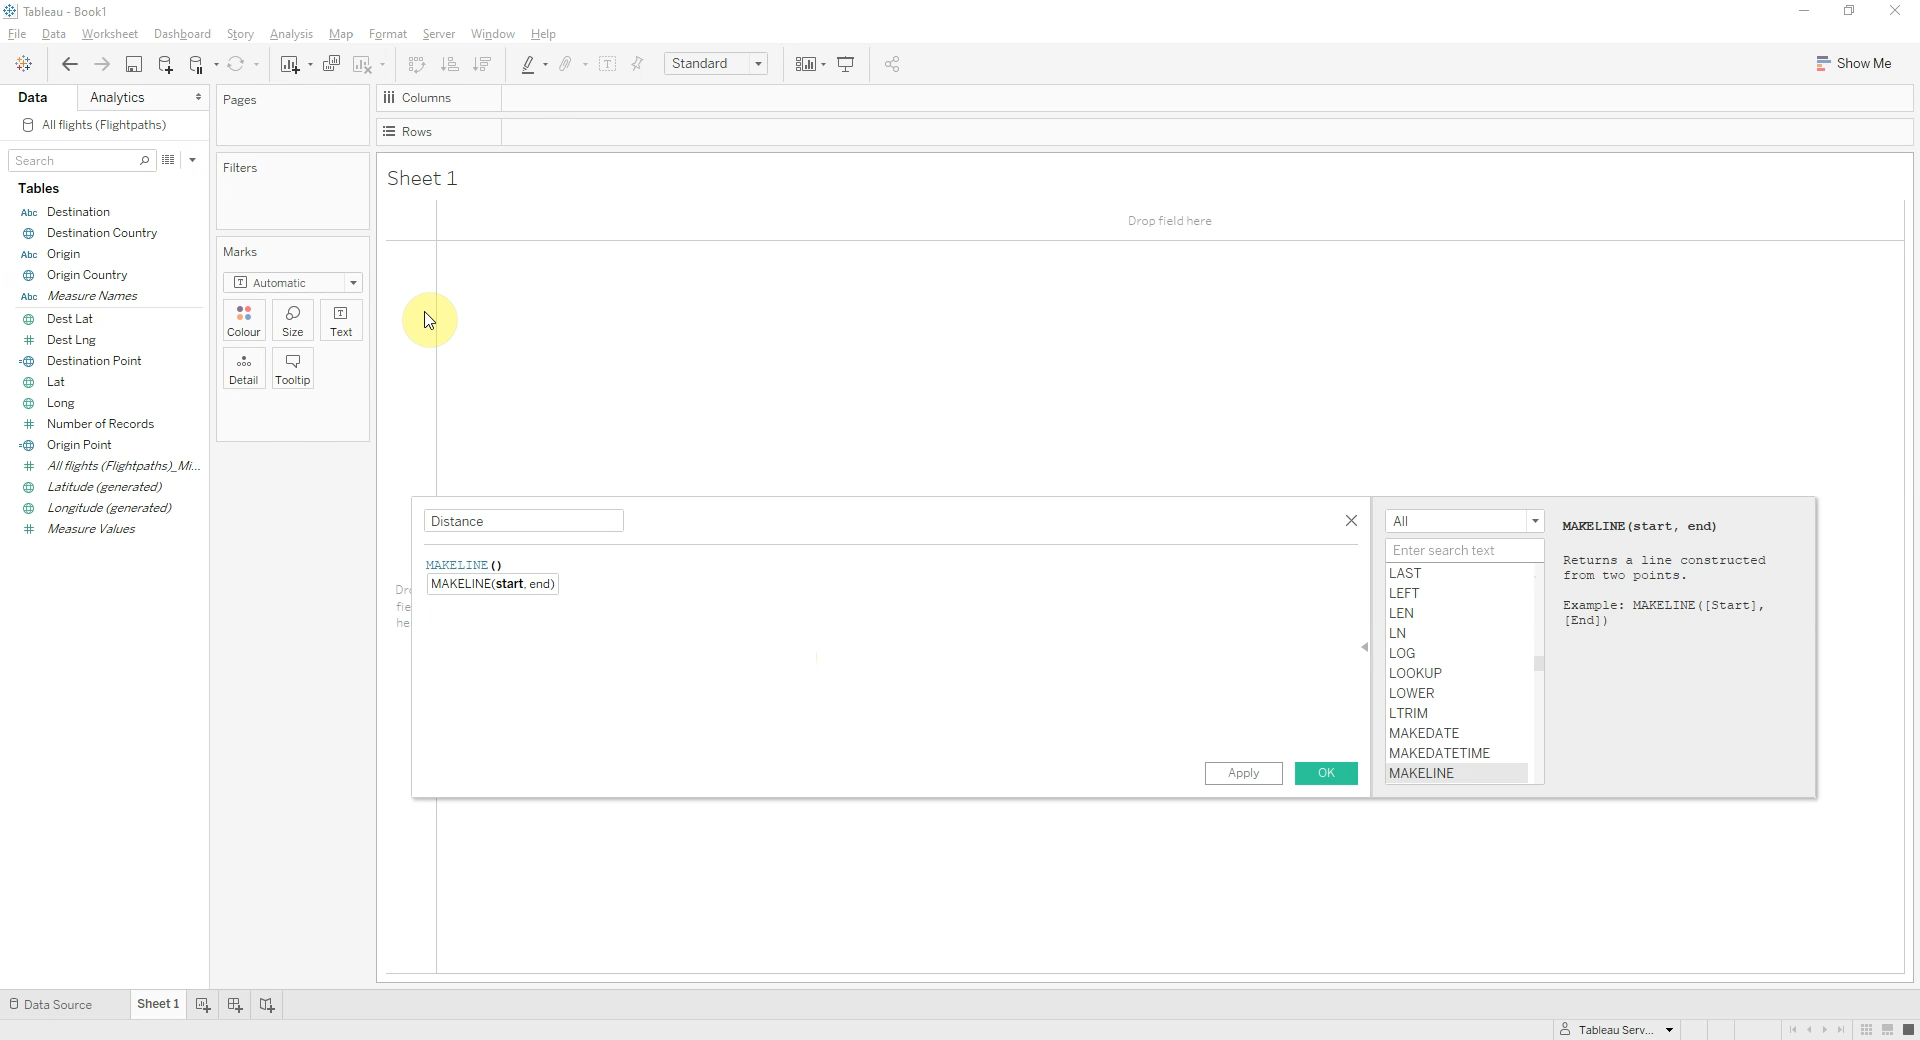 Tableau - Book1
File Data Worksheet Dashboard Story Analysis Map Format Server Window Help
Standard
Show Me
Data Analytics
All flights (Flightpaths)
Search
Tables
Abc Destination
Destination Country
Abc Origin
Origin Country
Abc Measure Names
Dest Lat
# Dest Lng
Destination Point
Lat
Long
# Number of Records
Origin Point
# All flights (Flightpaths)_Mi...
Latitude (generated)
Longitude (generated)
# Measure Values
Pages
Filters
Marks
T Automatic
Colour Size Text
Detail Tooltip
Columns
Rows
Sheet 1
Drop field here
Distance
MAKELINE()
MAKELINE(start, end)
Apply OK
All
Enter search text
LAST
LEFT
LEN
LN
LOG
LOOKUP
LOWER
LTRIM
MAKEDATE
MAKEDATETIME
MAKELINE
MAKELINE(start, end)
Returns a line constructed
from two points.
Example: MAKELINE([Start],
[End])
Data Source Sheet 1
Tableau Serv...